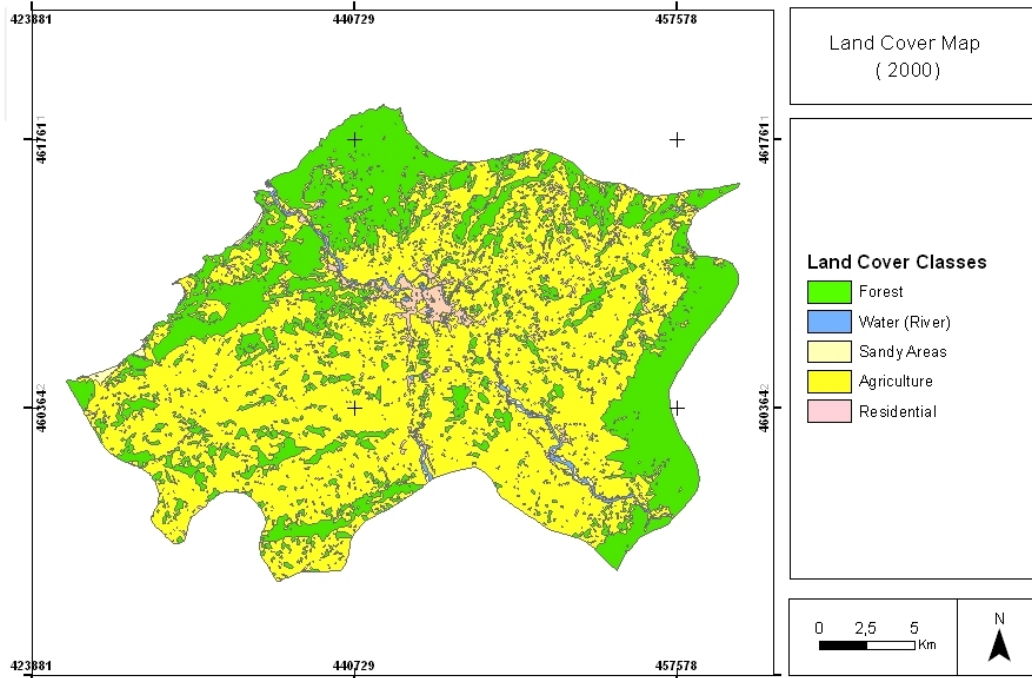 423881 440729 457578
Land Cover Map
( 2000)
4617611
4617611
Land Cover Classes
Forest
Water (River)
Sandy Areas
Agriculture
Residential
4603642
4603642
0 2,5 5
Km
N
423881 440729 457578